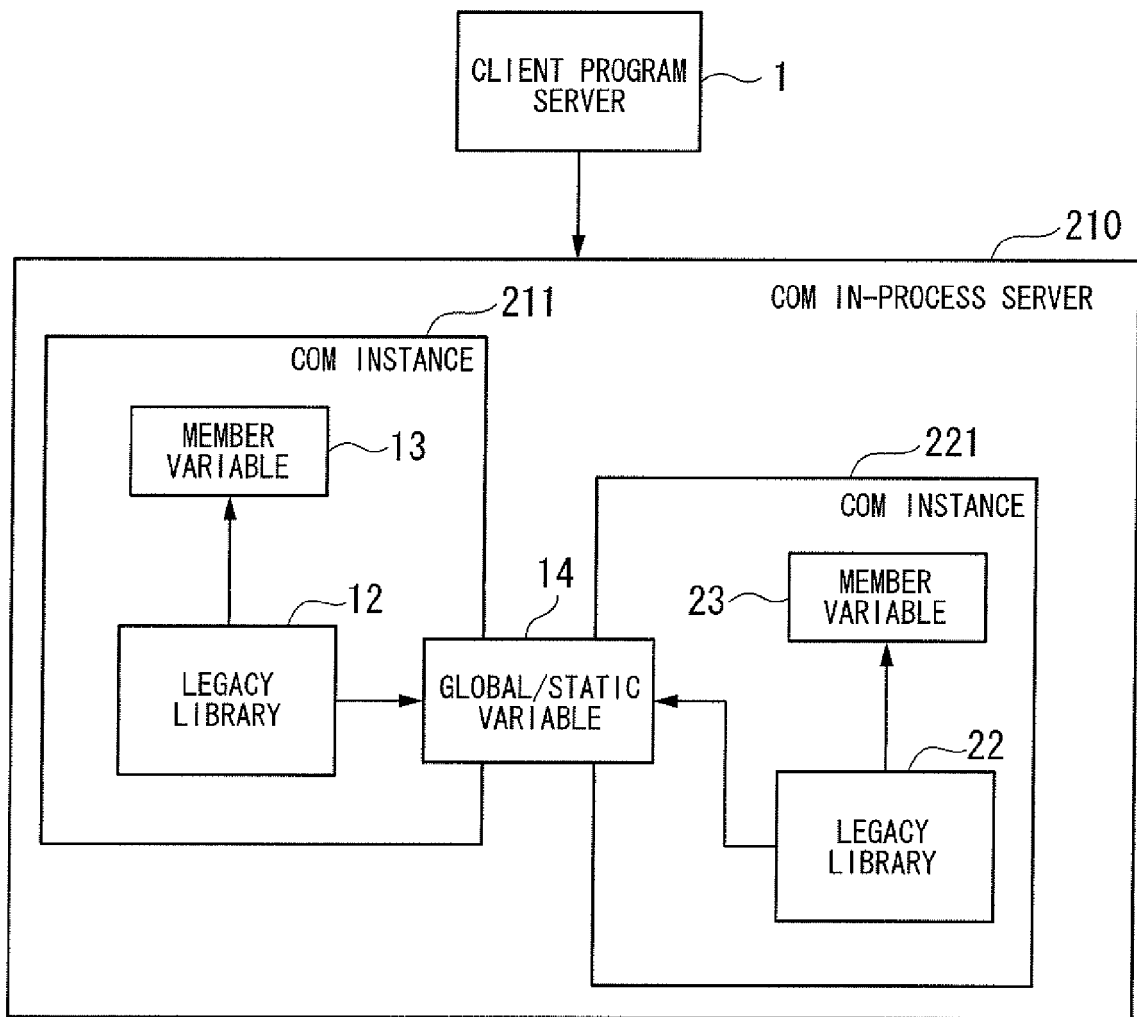 CLIENT PROGRAM
SERVER
1
210
COM IN-PROCESS SERVER
211
COM INSTANCE
MEMBER
VARIABLE
13
221
COM INSTANCE
12
14
23
MEMBER
VARIABLE
LEGACY
LIBRARY
GLOBAL/STATIC
VARIABLE
22
LEGACY
LIBRARY